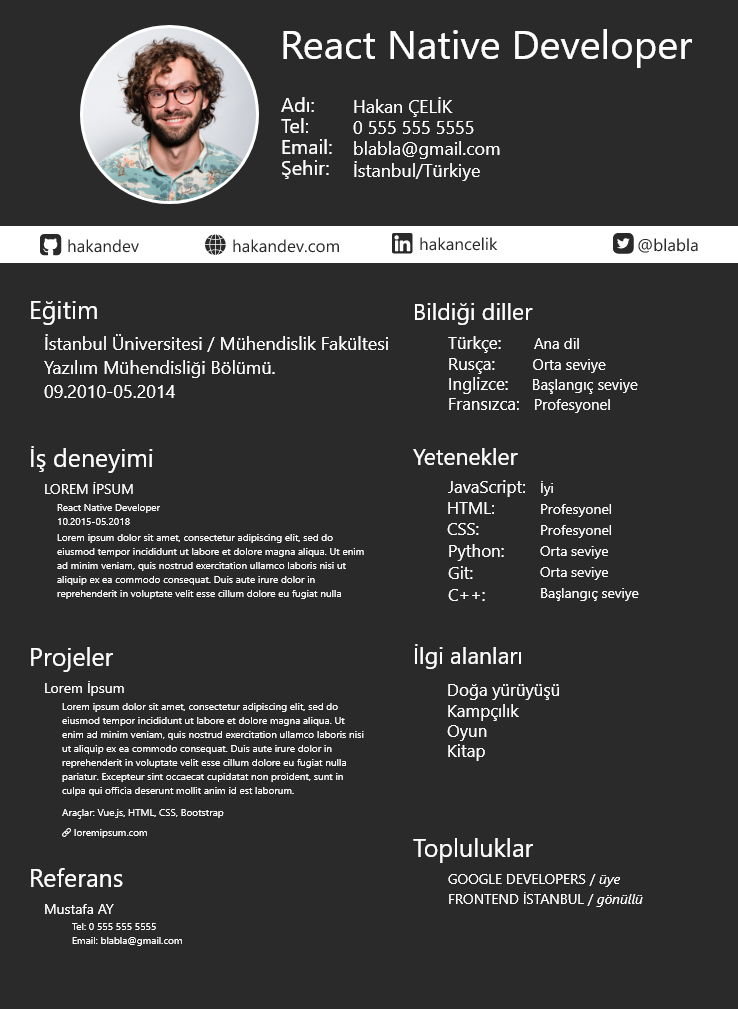 React Native Developer
Adı: Hakan ÇELİK
Tel: 0 555 555 5555
Email: blabla@gmail.com
Şehir: İstanbul/Türkiye
hakandev
hakandev.com
hakancelik
@blabla
Eğitim
İstanbul Üniversitesi / Mühendislik Fakültesi
Yazılım Mühendisliği Bölümü.
09.2010-05.2014
İş deneyimi
LOREM İPSUM
React Native Developer
10.2015-05.2018
Lorem ipsum dolor sit amet, consectetur adipiscing elit, sed do
eiusmod tempor incididunt ut labore et dolore magna aliqua. Ut enim
ad minim veniam, quis nostrud exercitation ullamco laboris nisi ut
aliquip ex ea commodo consequat. Duis aute irure dolor in
reprehenderit in voluptate velit esse cillum dolore eu fugiat nulla
Projeler
Lorem İpsum
Lorem ipsum dolor sit amet, consectetur adipiscing elit, sed do
eiusmod tempor incididunt ut labore et dolore magna aliqua. Ut
enim ad minim veniam, quis nostrud exercitation ullamco laboris nisi
ut aliquip ex ea commodo consequat. Duis aute irure dolor in
reprehenderit in voluptate velit esse cillum dolore eu fugiat nulla
pariatur. Excepteur sint occaecat cupidatat non proident, sunt in
culpa qui officia deserunt mollit anim id est laborum.
Araçlar: Vue.js, HTML, CSS, Bootstrap
loremipsum.com
Referans
Mustafa AY
Tel: 0 555 555 5555
Email: blabla@gmail.com
Bildiği diller
Türkçe: Ana dil
Rusça: Orta seviye
Inglizce: Başlangıç seviye
Fransızca: Profesyonel
Yetenekler
JavaScript: İyi
HTML: Profesyonel
CSS: Profesyonel
Python: Orta seviye
Git: Orta seviye
C++: Başlangıç seviye
İlgi alanları
Doğa yürüyüşü
Kampçılık
Oyun
Kitap
Topluluklar
GOOGLE DEVELOPERS / üye
FRONTEND İSTANBUL / gönüllü